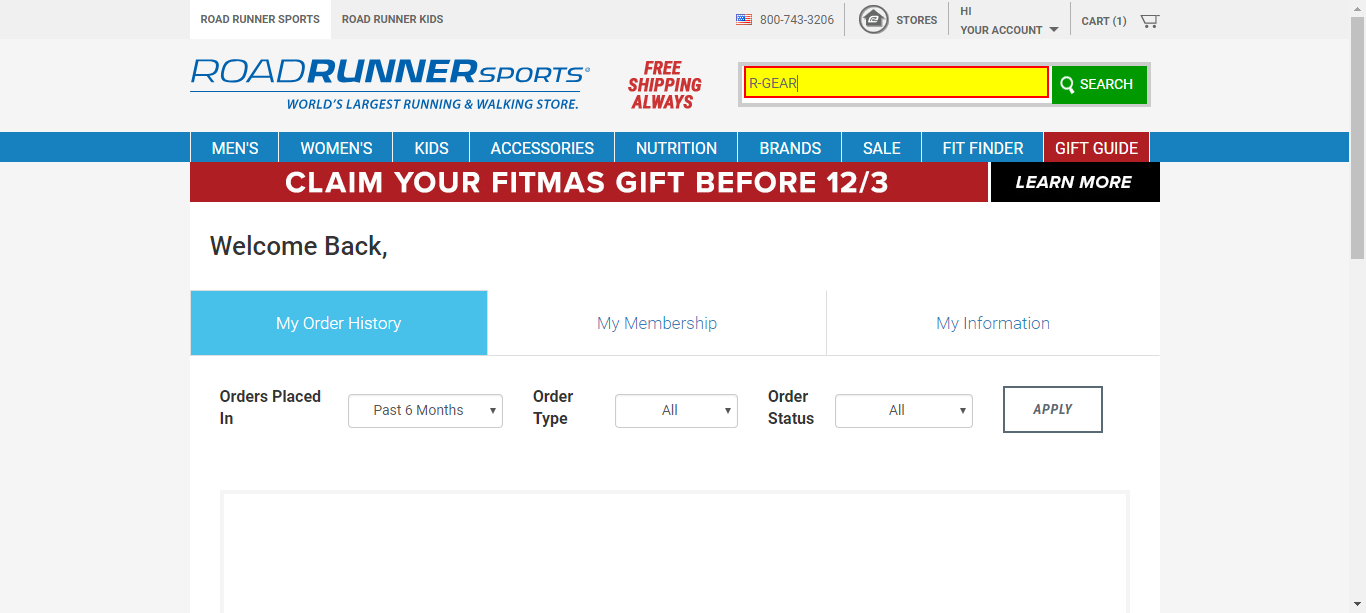 ROAD RUNNER SPORTS
ROAD RUNNER KIDS
800-743-3206
STORES
HI
YOUR ACCOUNT
CART (1)
ROADRUNNERSPORTS®
WORLD'S LARGEST RUNNING & WALKING STORE.
FREE
SHIPPING
ALWAYS
R-GEAR
SEARCH
MEN'S
WOMEN'S
KIDS
ACCESSORIES
NUTRITION
BRANDS
SALE
FIT FINDER
GIFT GUIDE
CLAIM YOUR FITMAS GIFT BEFORE 12/3
LEARN MORE
Welcome Back,
My Order History
My Membership
My Information
Orders Placed
In
Past 6 Months
Order
Type
All
Order
Status
All
APPLY